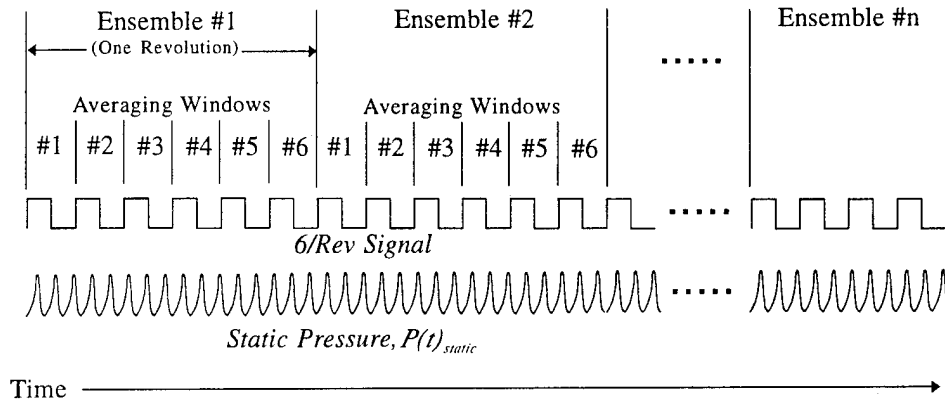 Ensemble #1 Ensemble #2 Ensemble #n
(One Revolution)
Averaging Windows Averaging Windows
#1 #2 #3 #4 #5 #6 #1 #2 #3 #4 #5 #6
6/Rev Signal
Static Pressure, P(t)static
Time